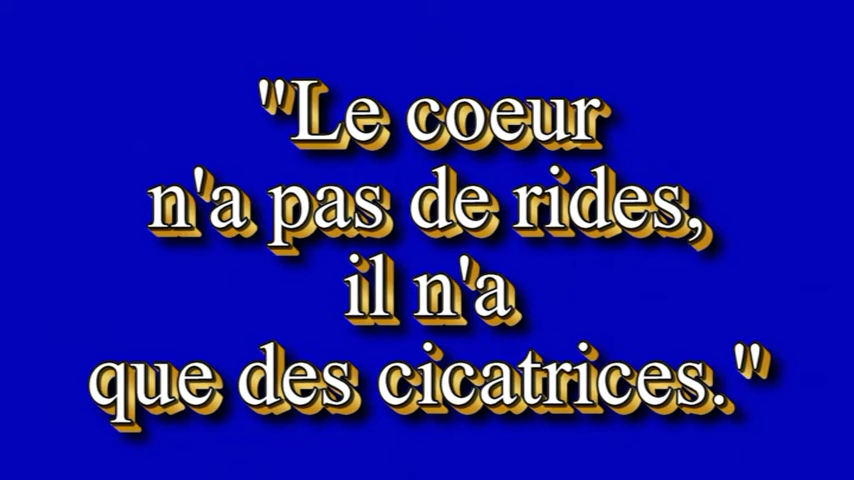 "Le coeur
n'a pas de rides,
il n'a
que des cicatrices."